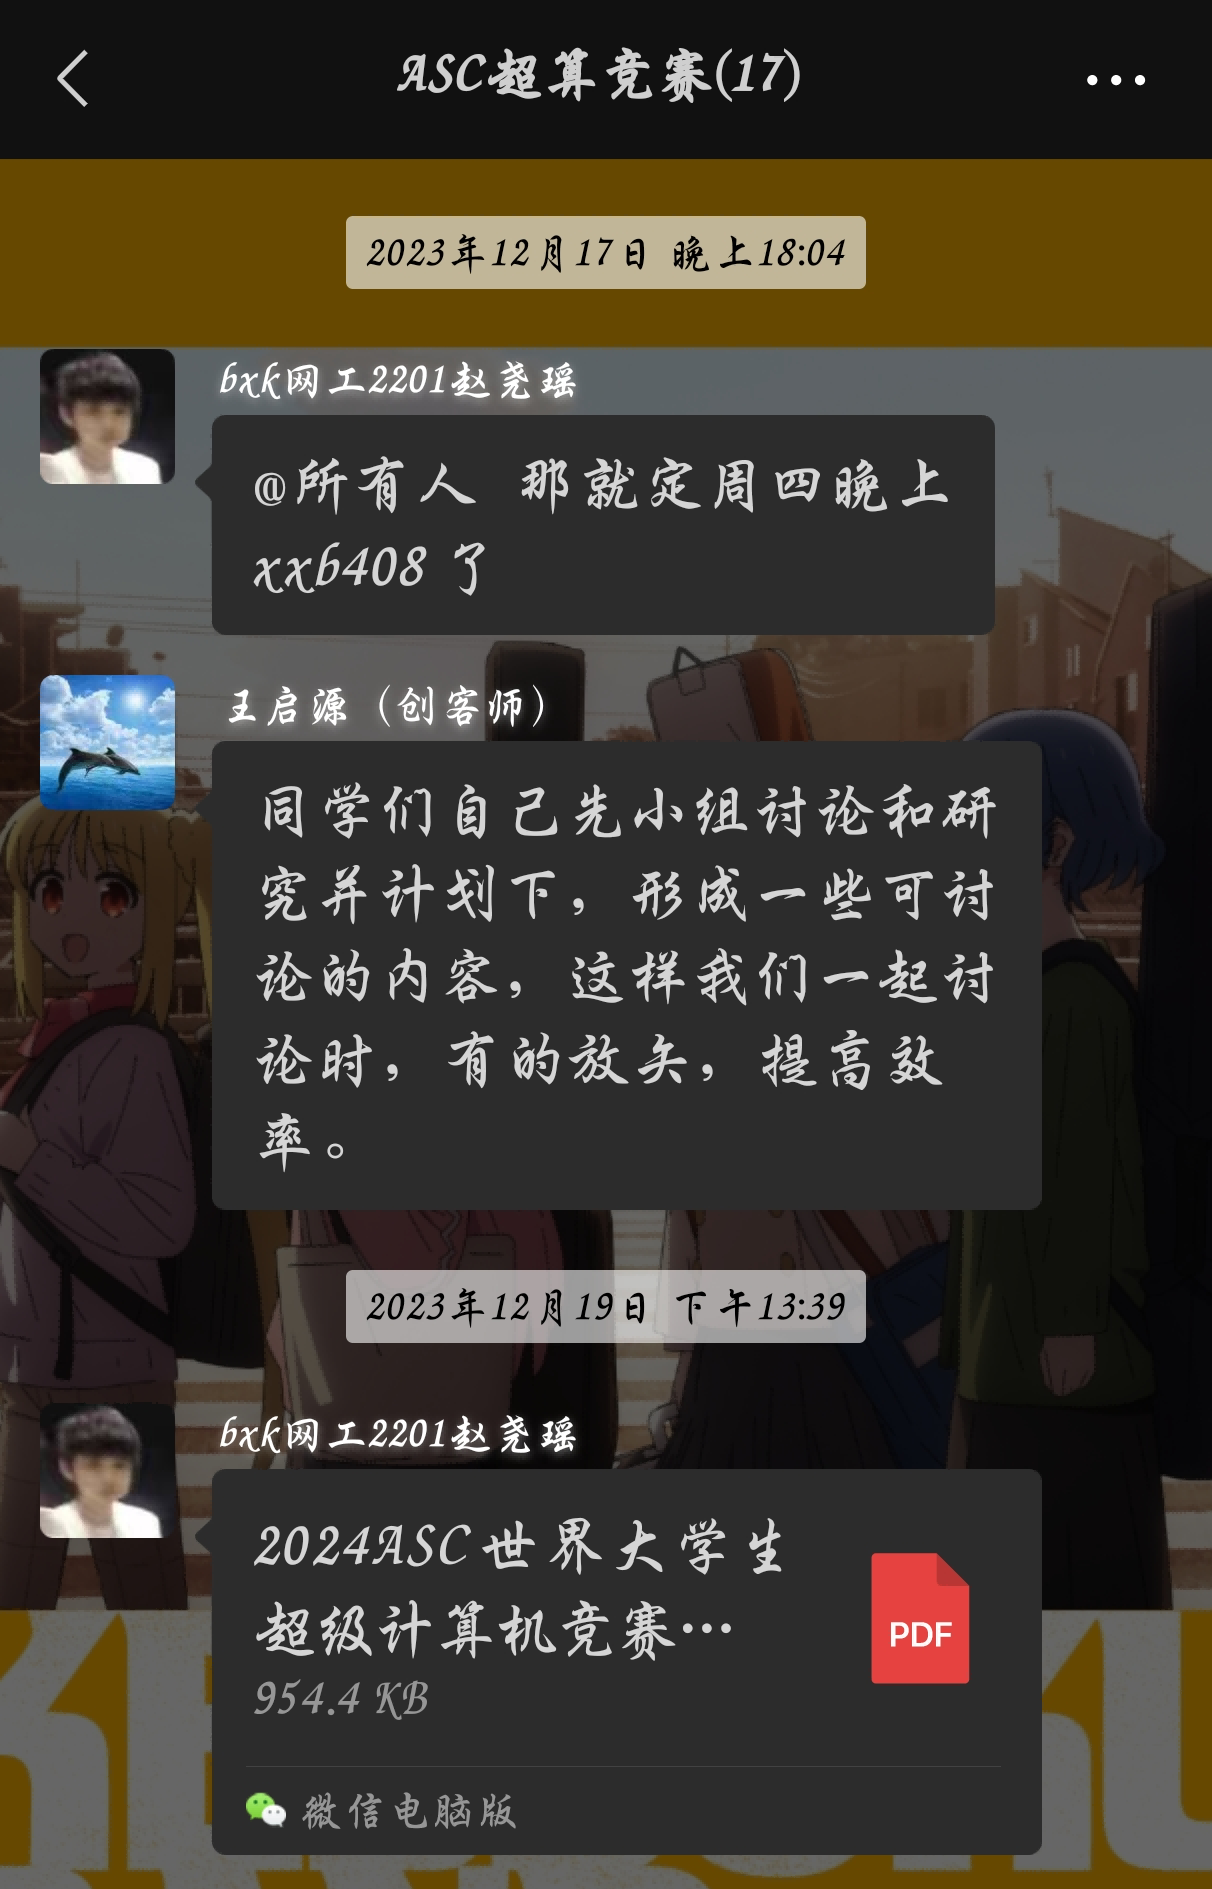 ASC超算竞赛(17)
2023年12月17日 晚上18:04
bxk网工2201赵尧瑶
@所有人 那就定周四晚上
xxb408 了
王启源（创客师）
同学们自己先小组讨论和研
究并计划下，形成一些可讨
论的内容，这样我们一起讨
论时，有的放矢，提高效
率。
2023年12月19日 下午13:39
bxk网工2201赵尧瑶
2024ASC世界大学生
超级计算机竞赛…
PDF
954.4 KB
微信电脑版